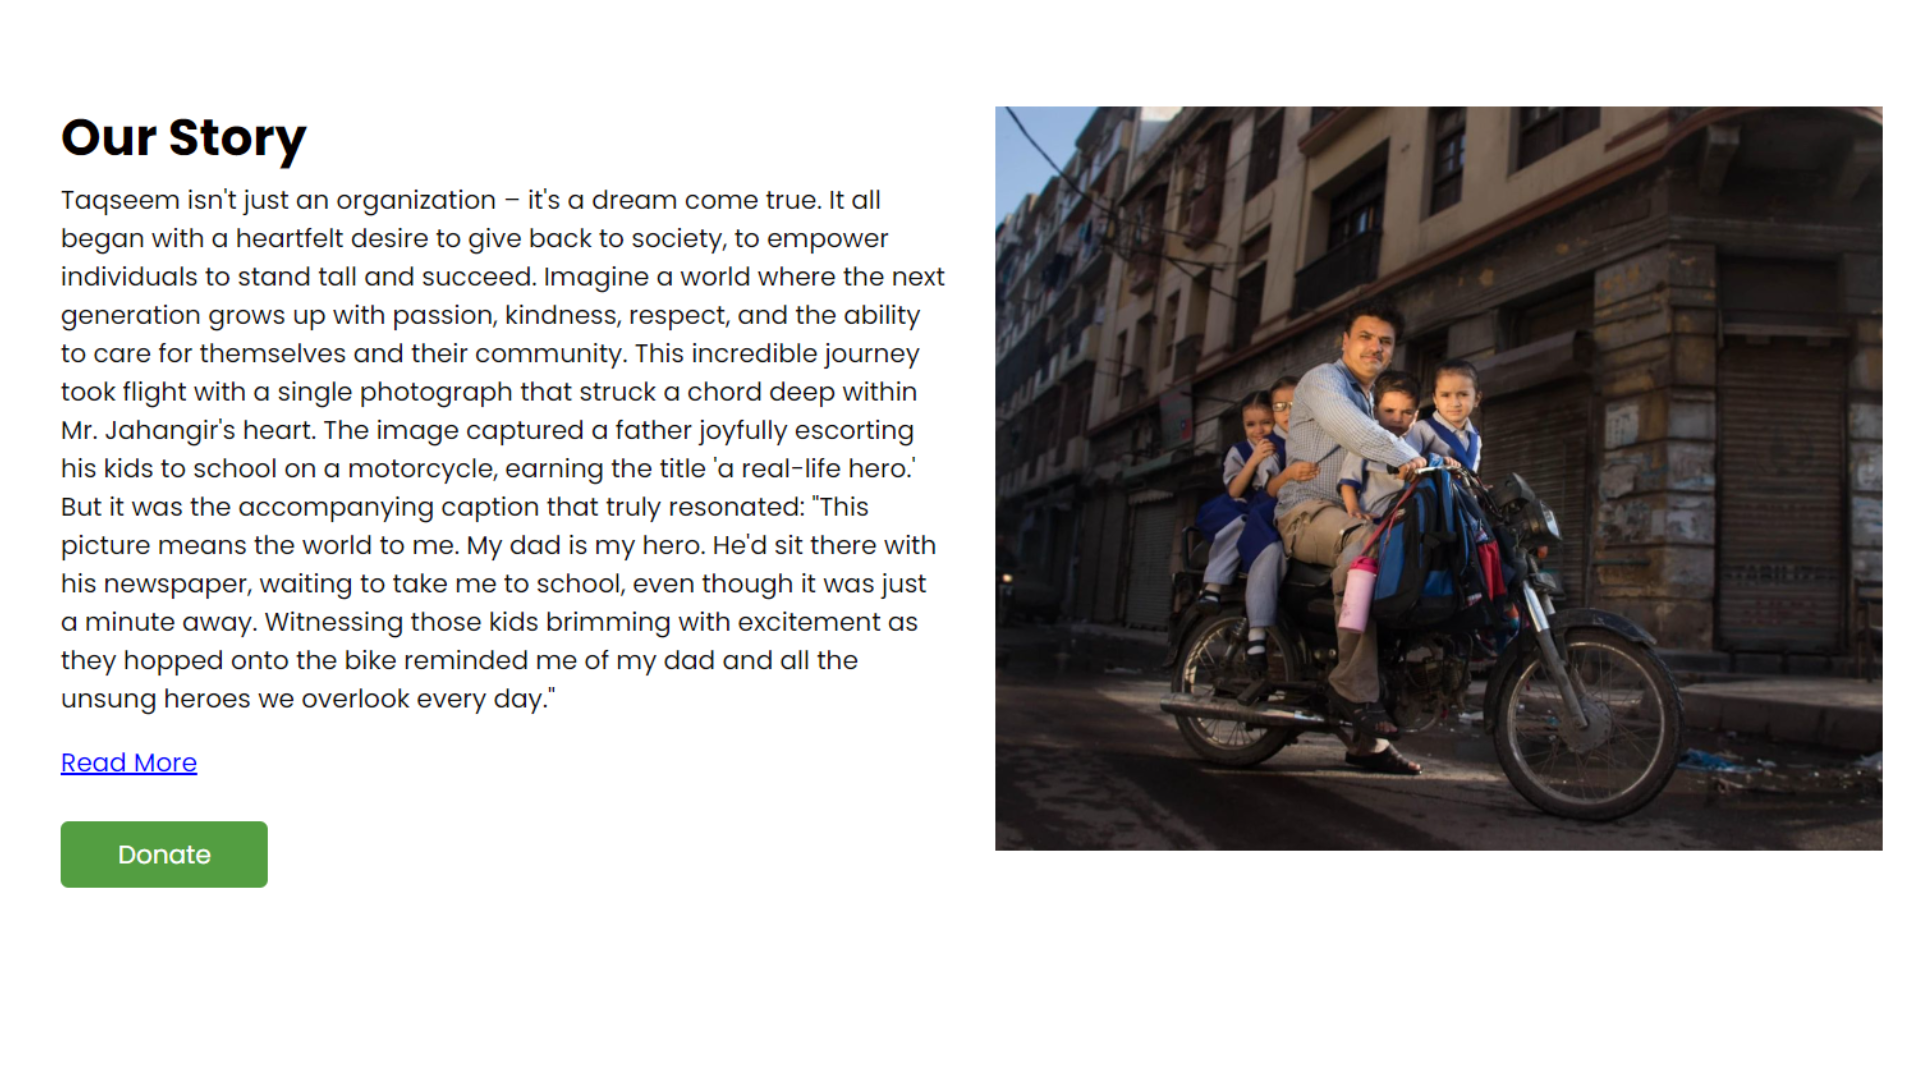 Our Story
Taqseem isn't just an organization – it's a dream come true. It all
began with a heartfelt desire to give back to society, to empower
individuals to stand tall and succeed. Imagine a world where the next
generation grows up with passion, kindness, respect, and the ability
to care for themselves and their community. This incredible journey
took flight with a single photograph that struck a chord deep within
Mr. Jahangir's heart. The image captured a father joyfully escorting
his kids to school on a motorcycle, earning the title 'a real-life hero.'
But it was the accompanying caption that truly resonated: "This
picture means the world to me. My dad is my hero. He'd sit there with
his newspaper, waiting to take me to school, even though it was just
a minute away. Witnessing those kids brimming with excitement as
they hopped onto the bike reminded me of my dad and all the
unsung heroes we overlook every day."
Read More
Donate